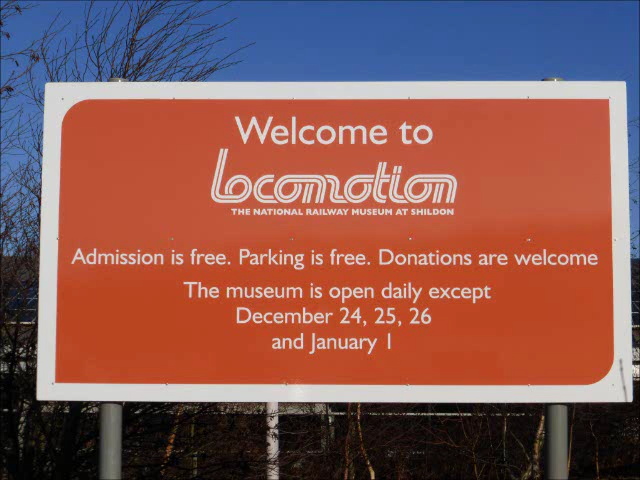 Welcome to
Locomotion
THE NATIONAL RAILWAY MUSEUM AT SHILDON
Admission is free. Parking is free. Donations are welcome
The museum is open daily except
December 24, 25, 26
and January 1